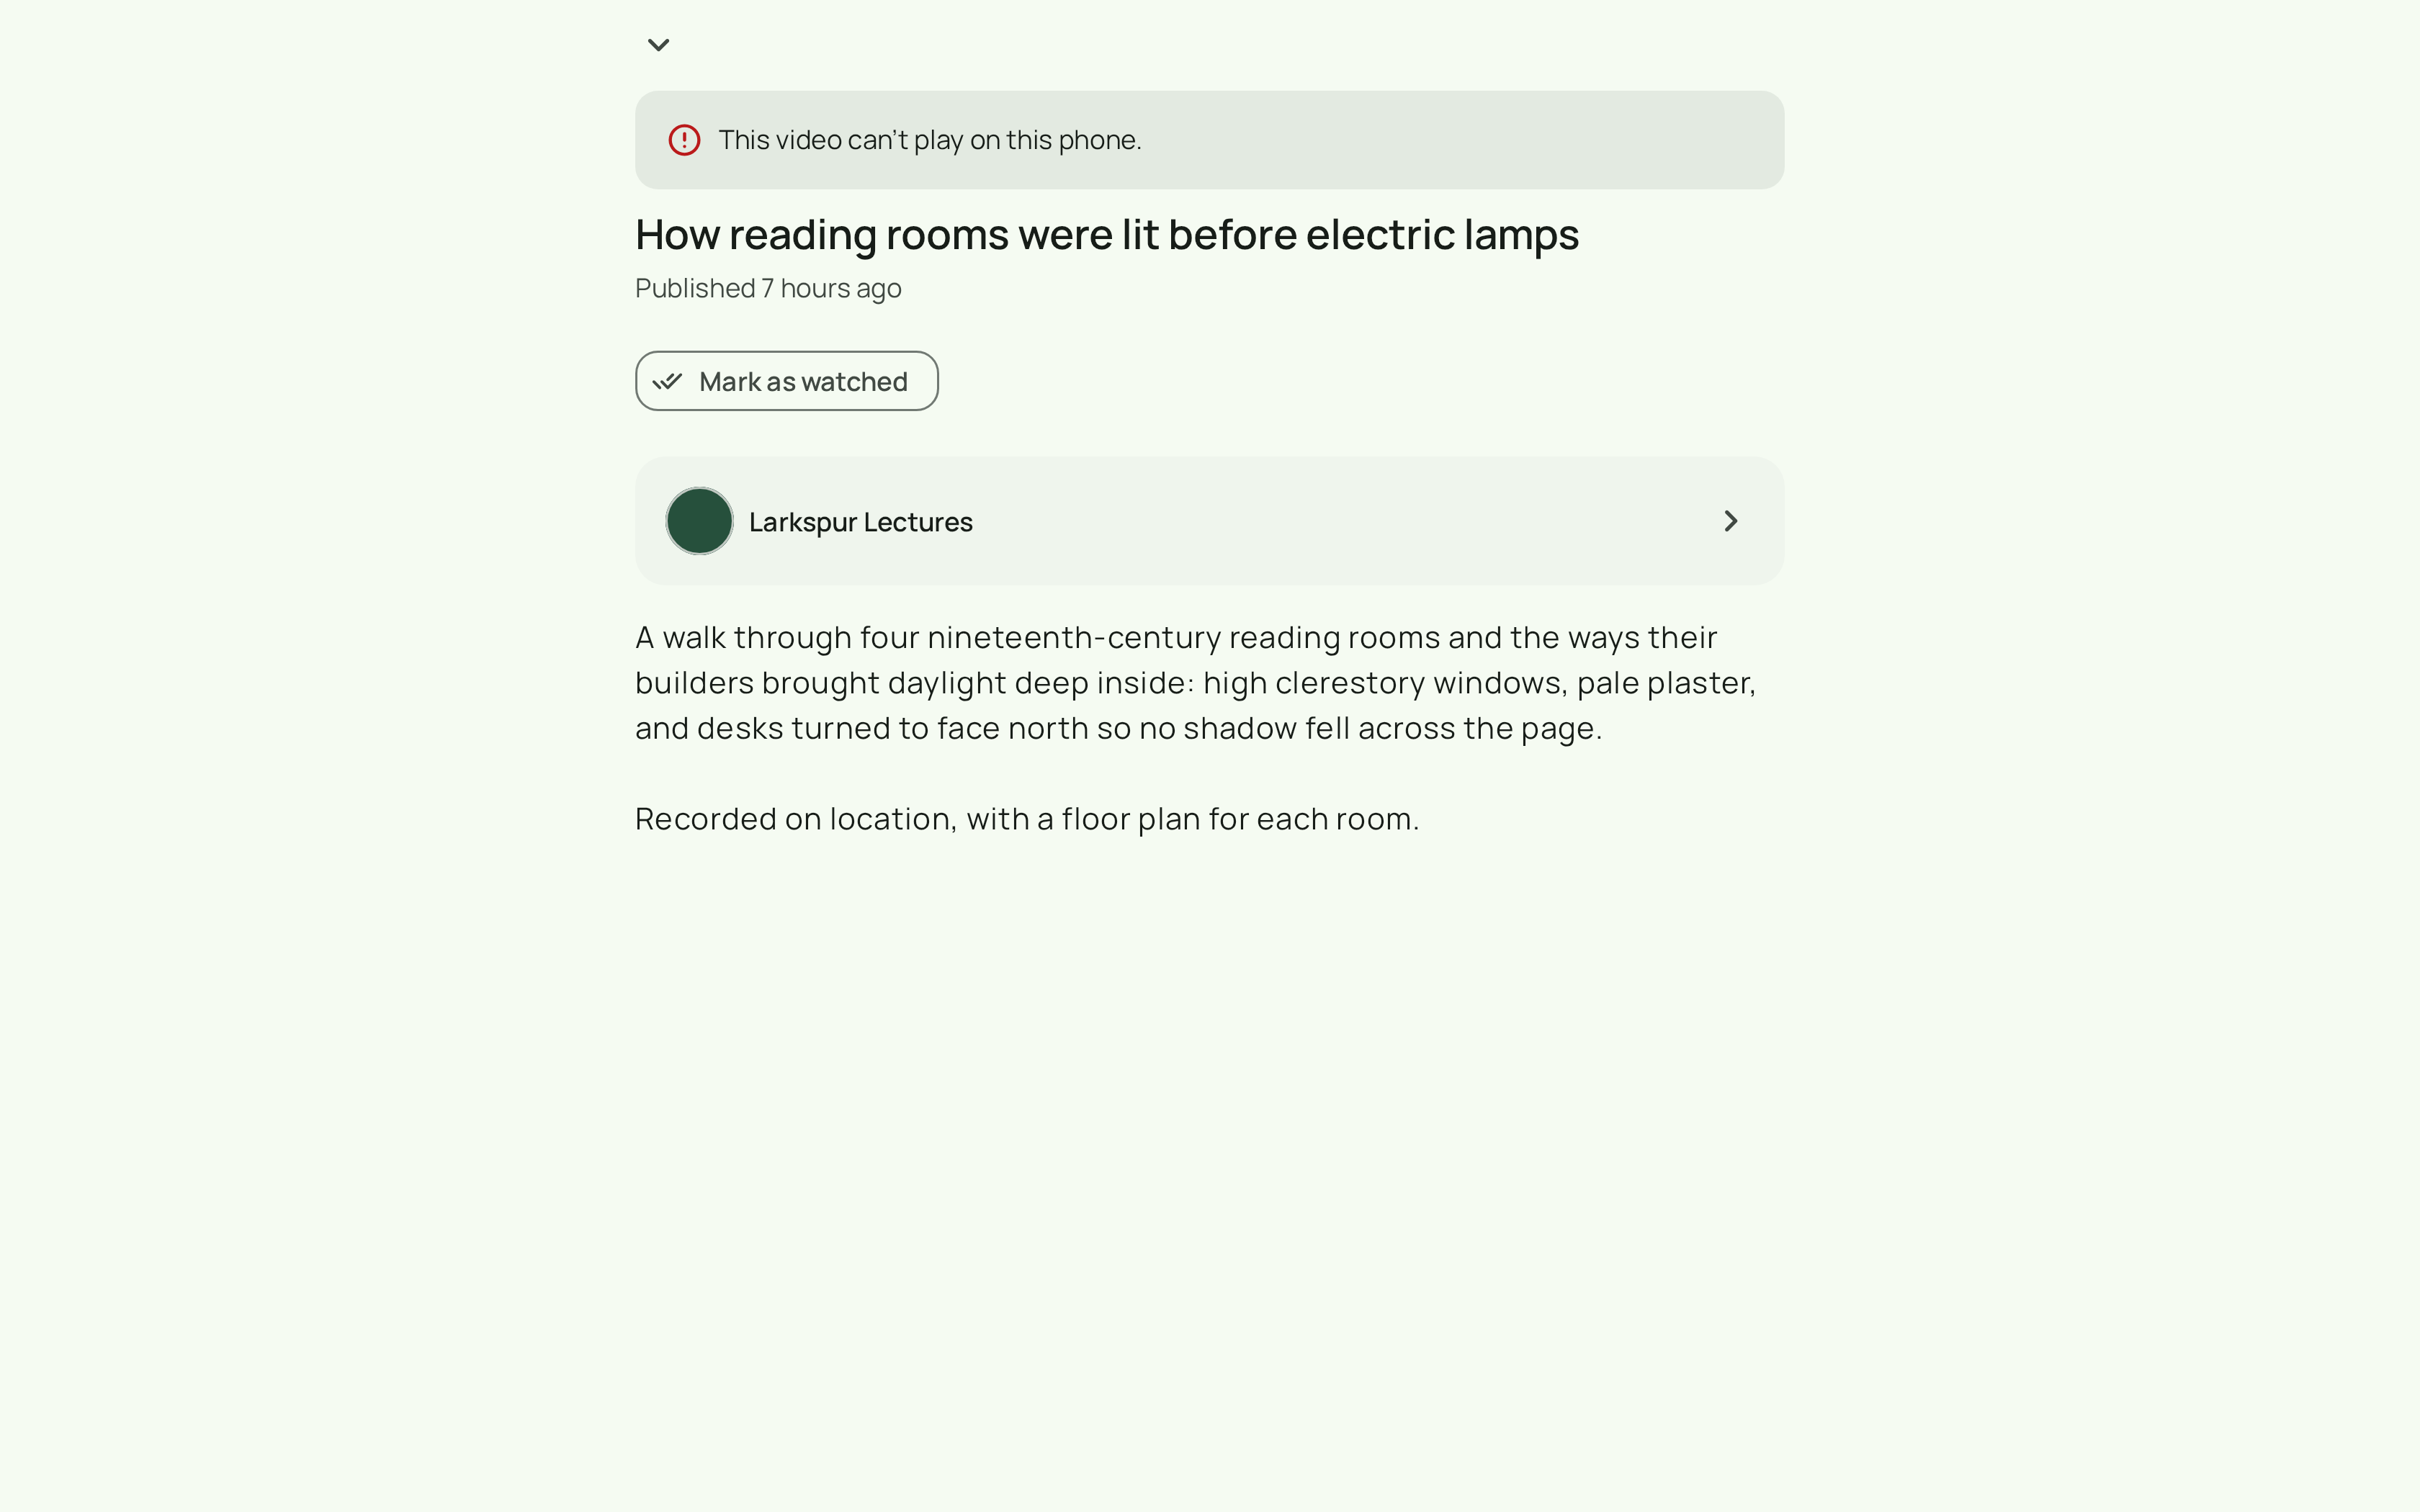 This video can’t play on this phone.
How reading rooms were lit before electric lamps
Published 7 hours ago
Mark as watched
Larkspur Lectures
A walk through four nineteenth-century reading rooms and the ways their
builders brought daylight deep inside: high clerestory windows, pale plaster,
and desks turned to face north so no shadow fell across the page.
Recorded on location, with a floor plan for each room.